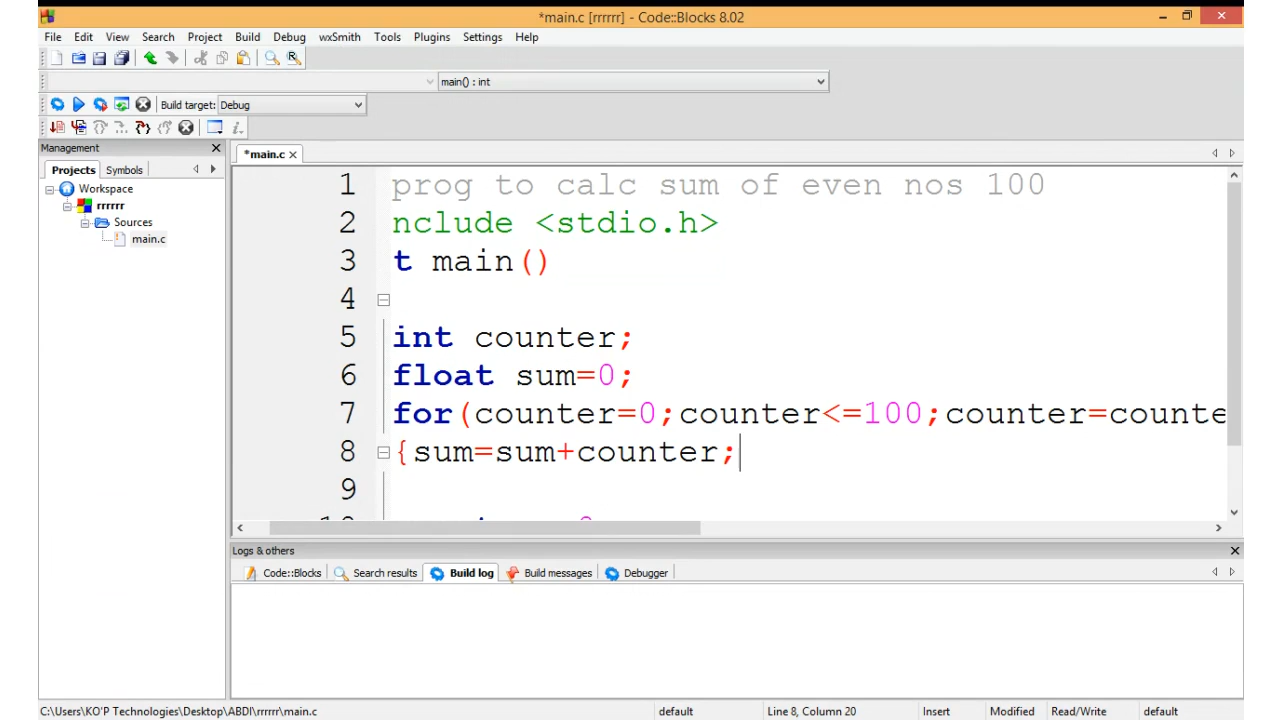 *main.c [rrrrrr] - Code::Blocks 8.02
File Edit View Search Project Build Debug wxSmith Tools Plugins Settings Help
main() : int
Build target: Debug
Management
*main.c
Projects Symbols
Workspace
rrrrrr
Sources
main.c
1 prog to calc sum of even nos 100
2 nclude <stdio.h>
3 t main()
4
5 int counter;
6 float sum=0;
7 for(counter=0;counter<=100;counter=counte
8 {sum=sum+counter;
9
Logs & others
Code::Blocks Search results Build log Build messages Debugger
C:\Users\KO'P Technologies\Desktop\ABDI\rrrrrr\main.c default Line 8, Column 20 Insert Modified Read/Write default